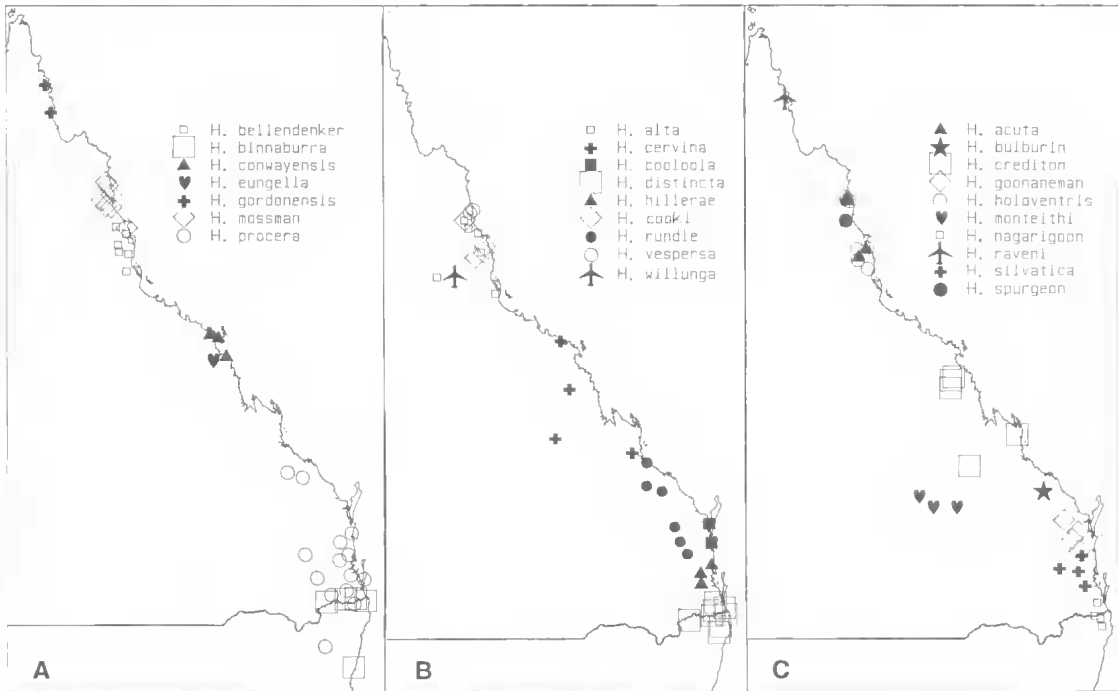 H. bellendenker
H. binnaburra
H. conwayensis
H. eungella
H. gordonensis
H. mossman
H. procera
A
H. alta
H. cervina
H. cooloola
H. distincta
H. hillerae
H. cooki
H. rundle
H. vespersa
H. willunga
B
H. acuta
H. bulburin
H. crediton
H. goonaneman
H. holoventris
H. monteithi
H. nagarigoon
H. raveni
H. silvatica
H. spurgeon
C